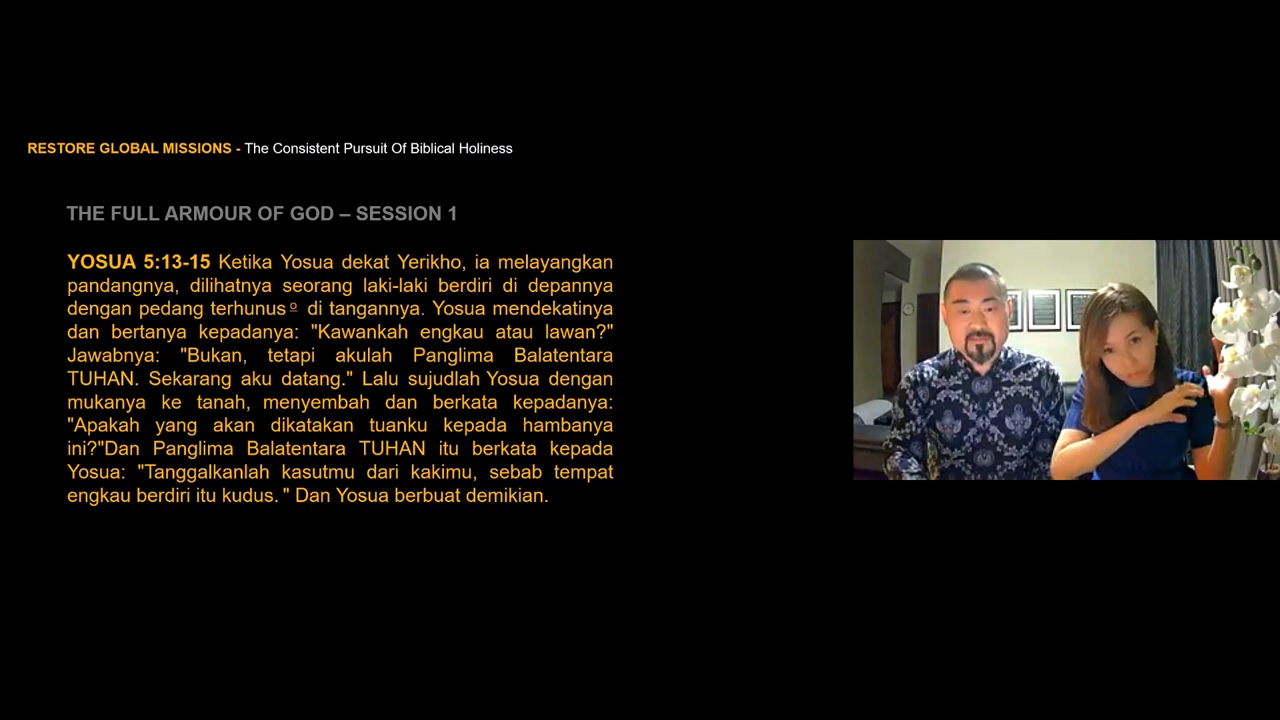 RESTORE GLOBAL MISSIONS - The Consistent Pursuit Of Biblical Holiness
THE FULL ARMOUR OF GOD – SESSION 1
YOSUA 5:13-15 Ketika Yosua dekat Yerikho, ia melayangkan
pandangnya, dilihatnya seorang laki-laki berdiri di depannya
dengan pedang terhunus o di tangannya. Yosua mendekatinya
dan bertanya kepadanya: "Kawankah engkau atau lawan?"
Jawabnya: "Bukan, tetapi akulah Panglima Balatentara
TUHAN. Sekarang aku datang." Lalu sujudlah Yosua dengan
mukanya ke tanah, menyembah dan berkata kepadanya:
"Apakah yang akan dikatakan tuanku kepada hambanya
ini?"Dan Panglima Balatentara TUHAN itu berkata kepada
Yosua: "Tanggalkanlah kasutmu dari kakimu, sebab tempat
engkau berdiri itu kudus. " Dan Yosua berbuat demikian.